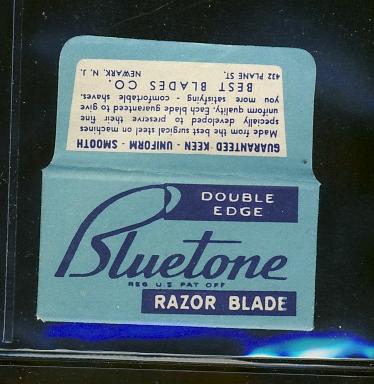 GUARANTEED KEEN - UNIFORM - SMOOTH
Made from the best surgical steel on machines
specially developed to preserve their fine
uniform quality. Each blade guaranteed to give
you more satisfying - comfortable shaves.
BEST BLADES CO.
432 PLANE ST. NEWARK, N. J.
DOUBLE
EDGE
Bluetone
REG U.S PAT OFF
RAZOR BLADE